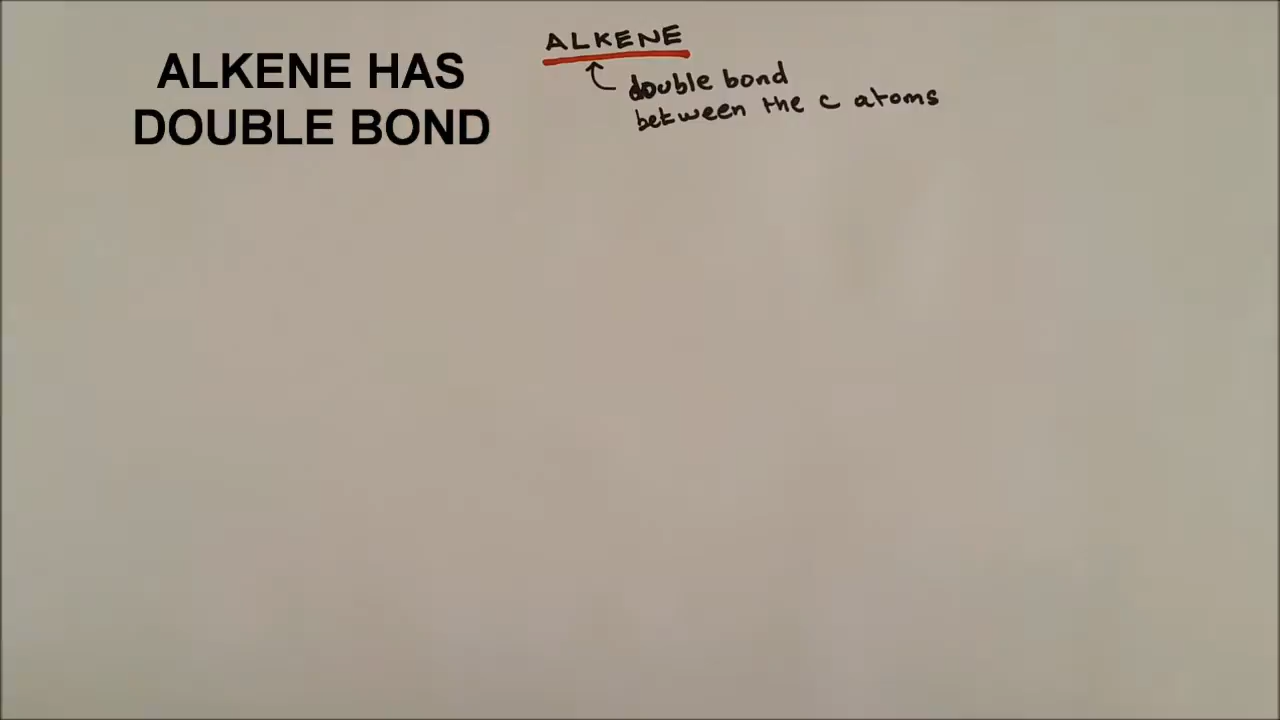 ALKENE HAS
DOUBLE BOND
ALKENE
double bond
between the c atoms